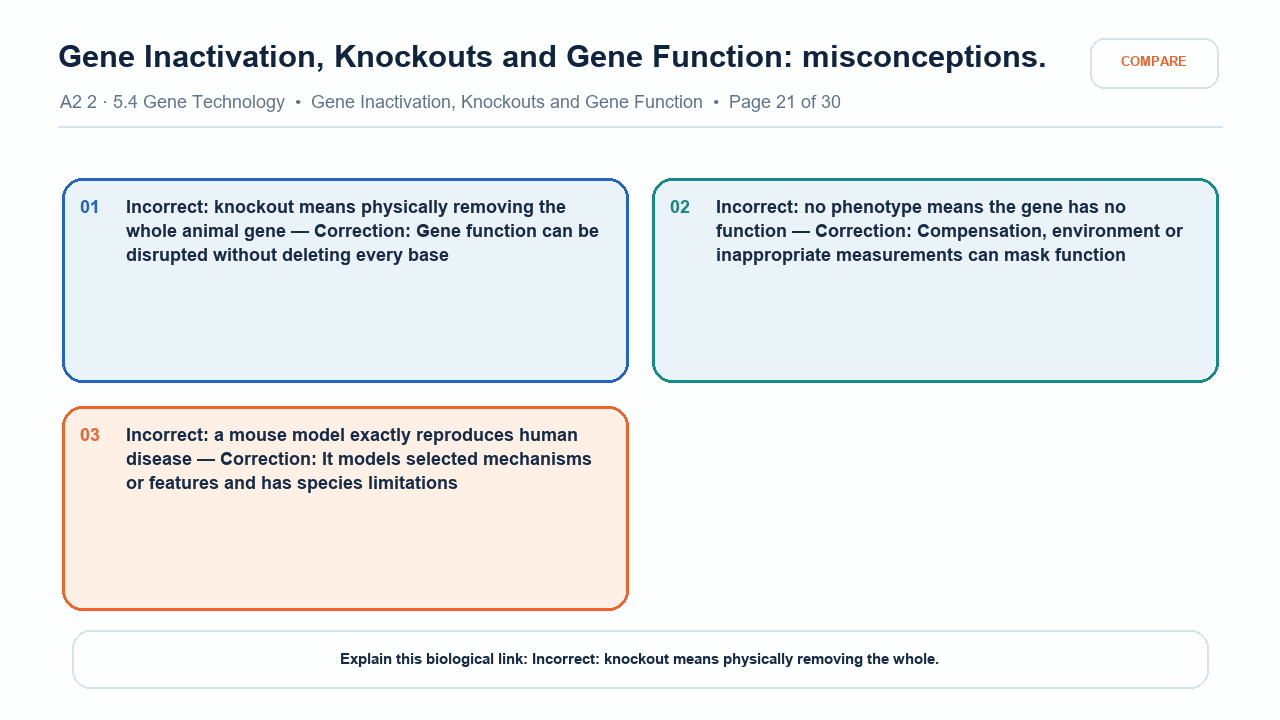 Gene Inactivation, Knockouts and Gene Function: misconceptions.
COMPARE
A2 2 · 5.4 Gene Technology • Gene Inactivation, Knockouts and Gene Function • Page 21 of 30
01
Incorrect: knockout means physically removing the
whole animal gene — Correction: Gene function can be
disrupted without deleting every base
02
Incorrect: no phenotype means the gene has no
function — Correction: Compensation, environment or
inappropriate measurements can mask function
03
Incorrect: a mouse model exactly reproduces human
disease — Correction: It models selected mechanisms
or features and has species limitations
Explain this biological link: Incorrect: knockout means physically removing the whole.